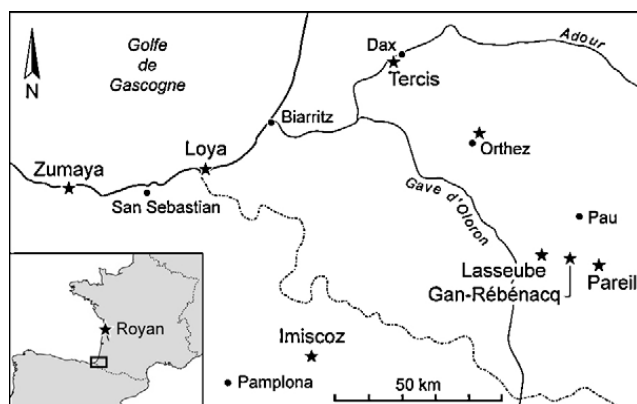 Golfe
de
Gascogne
N
Dax
Tercis
Adour
Biarritz
Loya
Zumaya
San Sebastian
Orthez
Gave d'Oloron
Pau
Lasseube
Gan-Rébénacq
Pareil
Royan
Imiscoz
Pamplona
50 km